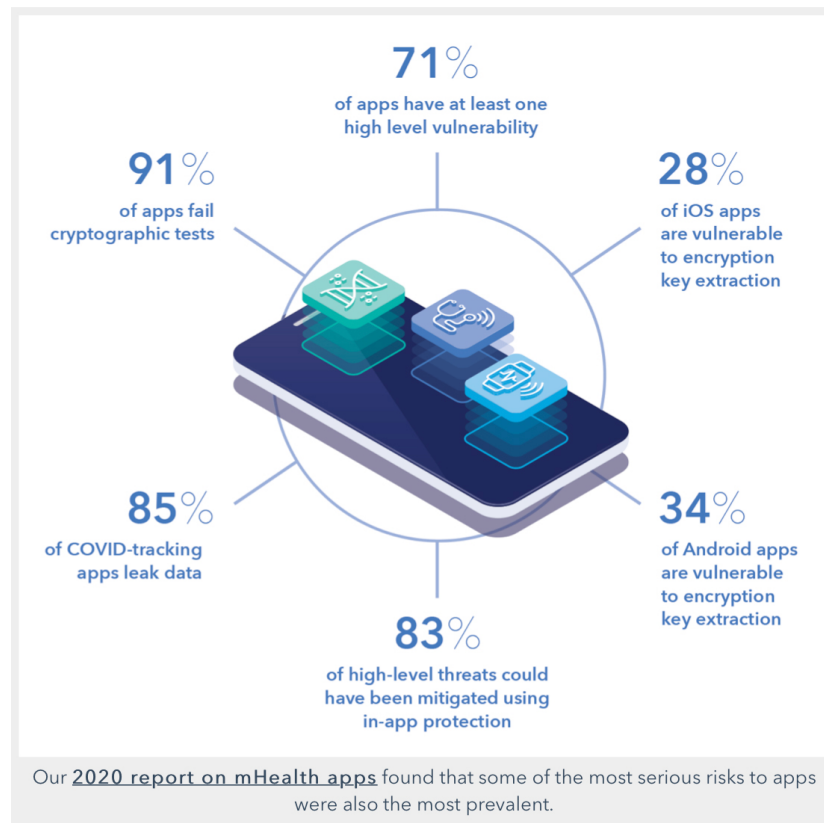 71%
of apps have at least one
high level vulnerability
91%
of apps fail
cryptographic tests
28%
of iOS apps
are vulnerable
to encryption
key extraction
85%
of COVID-tracking
apps leak data
34%
of Android apps
are vulnerable
to encryption
key extraction
83%
of high-level threats could
have been mitigated using
in-app protection
Our 2020 report on mHealth apps found that some of the most serious risks to apps
were also the most prevalent.